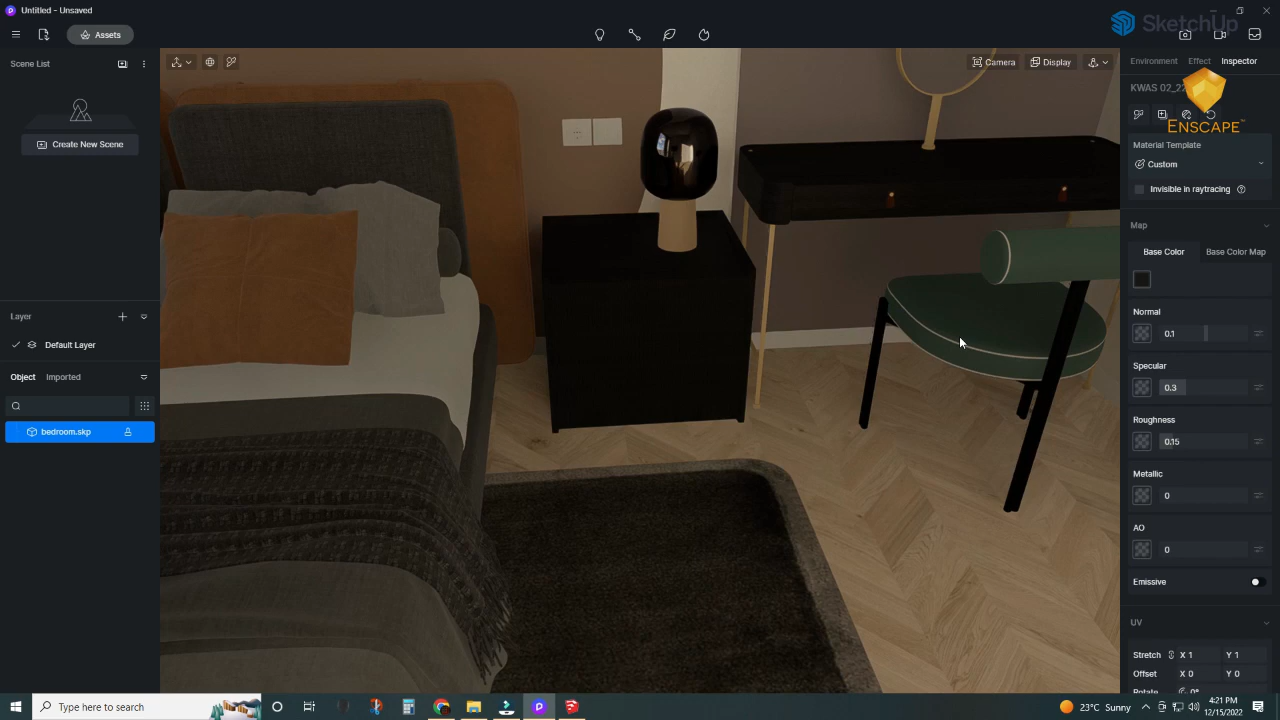 Untitled - Unsaved
SketchUp
Assets
Scene List
Camera
Display
Environment
Effect
Inspector
ENSCAPE™
Create New Scene
Material Template
Custom
Invisible in raytracing
Map
Base Color
Base Color Map
Layer
Normal
0.1
Default Layer
Specular
Object
Imported
0.3
Roughness
bedroom.skp
0.15
Metallic
0
AO
0
Emissive
UV
Stretch
X 1
Y 1
Offset
X 0
Y 0
Rotate
0°
Type here to search
23°C Sunny
4:21 PM
12/15/2022